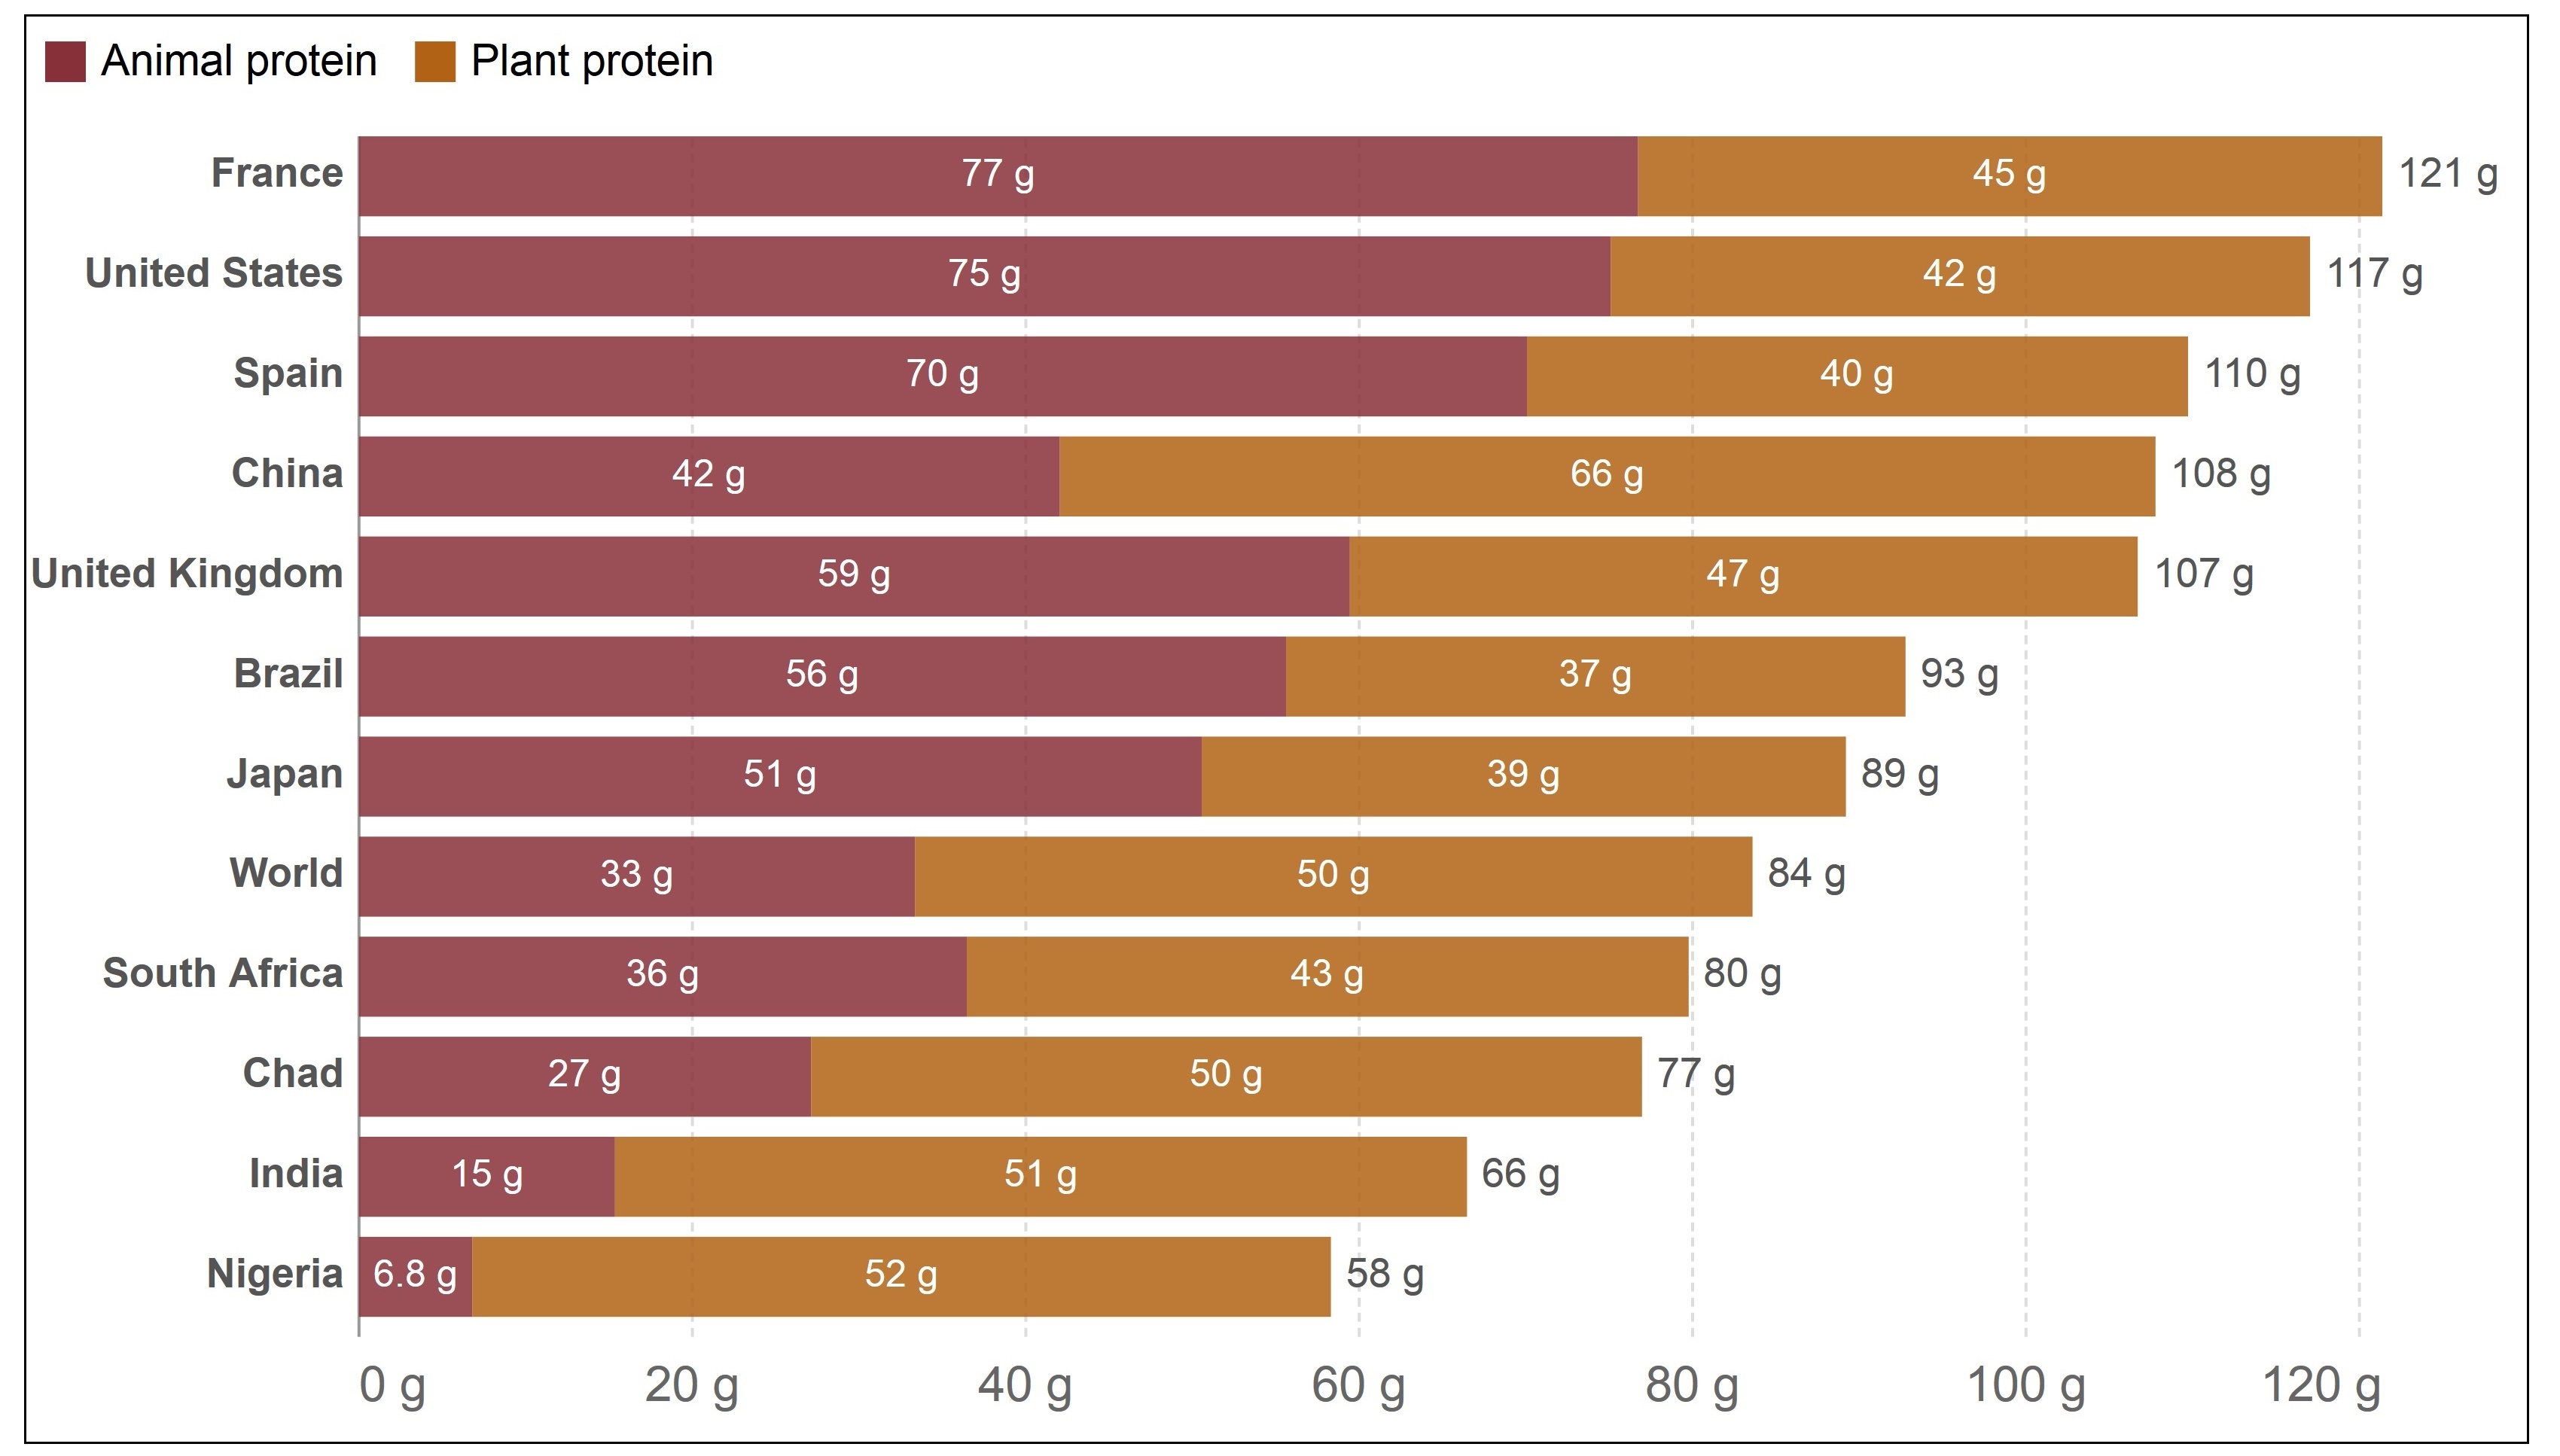 Animal protein Plant protein
France 77 g 45 g 121 g
United States 75 g 42 g 117 g
Spain 70 g 40 g 110 g
China 42 g 66 g 108 g
United Kingdom 59 g 47 g 107 g
Brazil 56 g 37 g 93 g
Japan 51 g 39 g 89 g
World 33 g 50 g 84 g
South Africa 36 g 43 g 80 g
Chad 27 g 50 g 77 g
India 15 g 51 g 66 g
Nigeria 6.8 g 52 g 58 g
0 g 20 g 40 g 60 g 80 g 100 g 120 g